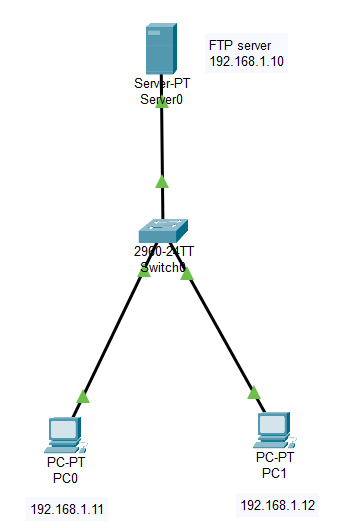 FTP server
192.168.1.10
Server-PT
Server0
2960-24TT
Switch0
PC-PT
PC0
192.168.1.11
PC-PT
PC1
192.168.1.12